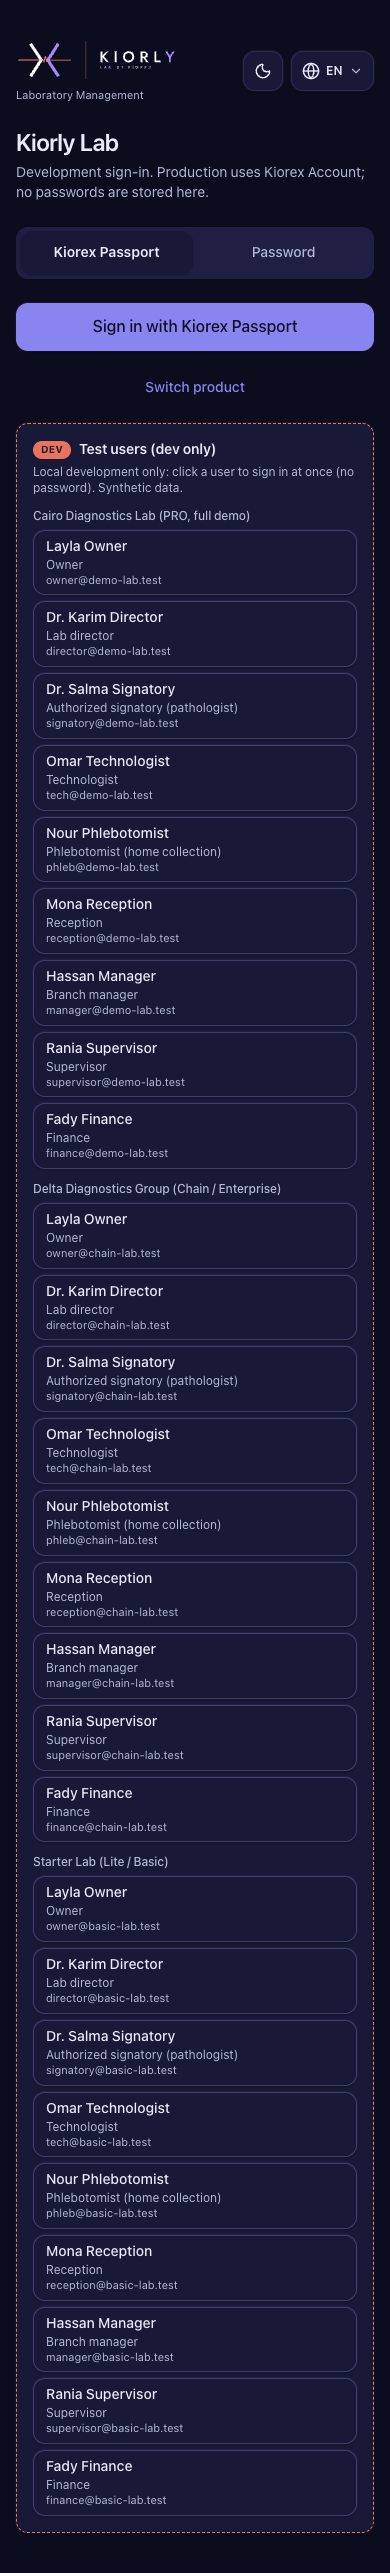 KIORLY
LAB BY KIORFX
EN
Laboratory Management
Kiorly Lab
Development sign-in. Production uses Kiorex Account;
no passwords are stored here.
Kiorex Passport
Password
Sign in with Kiorex Passport
Switch product
DEV Test users (dev only)
Local development only: click a user to sign in at once (no
password). Synthetic data.
Cairo Diagnostics Lab (PRO, full demo)
Layla Owner
Owner
owner@demo-lab.test
Dr. Karim Director
Lab director
director@demo-lab.test
Dr. Salma Signatory
Authorized signatory (pathologist)
signatory@demo-lab.test
Omar Technologist
Technologist
tech@demo-lab.test
Nour Phlebotomist
Phlebotomist (home collection)
phleb@demo-lab.test
Mona Reception
Reception
reception@demo-lab.test
Hassan Manager
Branch manager
manager@demo-lab.test
Rania Supervisor
Supervisor
supervisor@demo-lab.test
Fady Finance
Finance
finance@demo-lab.test
Delta Diagnostics Group (Chain / Enterprise)
Layla Owner
Owner
owner@chain-lab.test
Dr. Karim Director
Lab director
director@chain-lab.test
Dr. Salma Signatory
Authorized signatory (pathologist)
signatory@chain-lab.test
Omar Technologist
Technologist
tech@chain-lab.test
Nour Phlebotomist
Phlebotomist (home collection)
phleb@chain-lab.test
Mona Reception
Reception
reception@chain-lab.test
Hassan Manager
Branch manager
manager@chain-lab.test
Rania Supervisor
Supervisor
supervisor@chain-lab.test
Fady Finance
Finance
finance@chain-lab.test
Starter Lab (Lite / Basic)
Layla Owner
Owner
owner@basic-lab.test
Dr. Karim Director
Lab director
director@basic-lab.test
Dr. Salma Signatory
Authorized signatory (pathologist)
signatory@basic-lab.test
Omar Technologist
Technologist
tech@basic-lab.test
Nour Phlebotomist
Phlebotomist (home collection)
phleb@basic-lab.test
Mona Reception
Reception
reception@basic-lab.test
Hassan Manager
Branch manager
manager@basic-lab.test
Rania Supervisor
Supervisor
supervisor@basic-lab.test
Fady Finance
Finance
finance@basic-lab.test